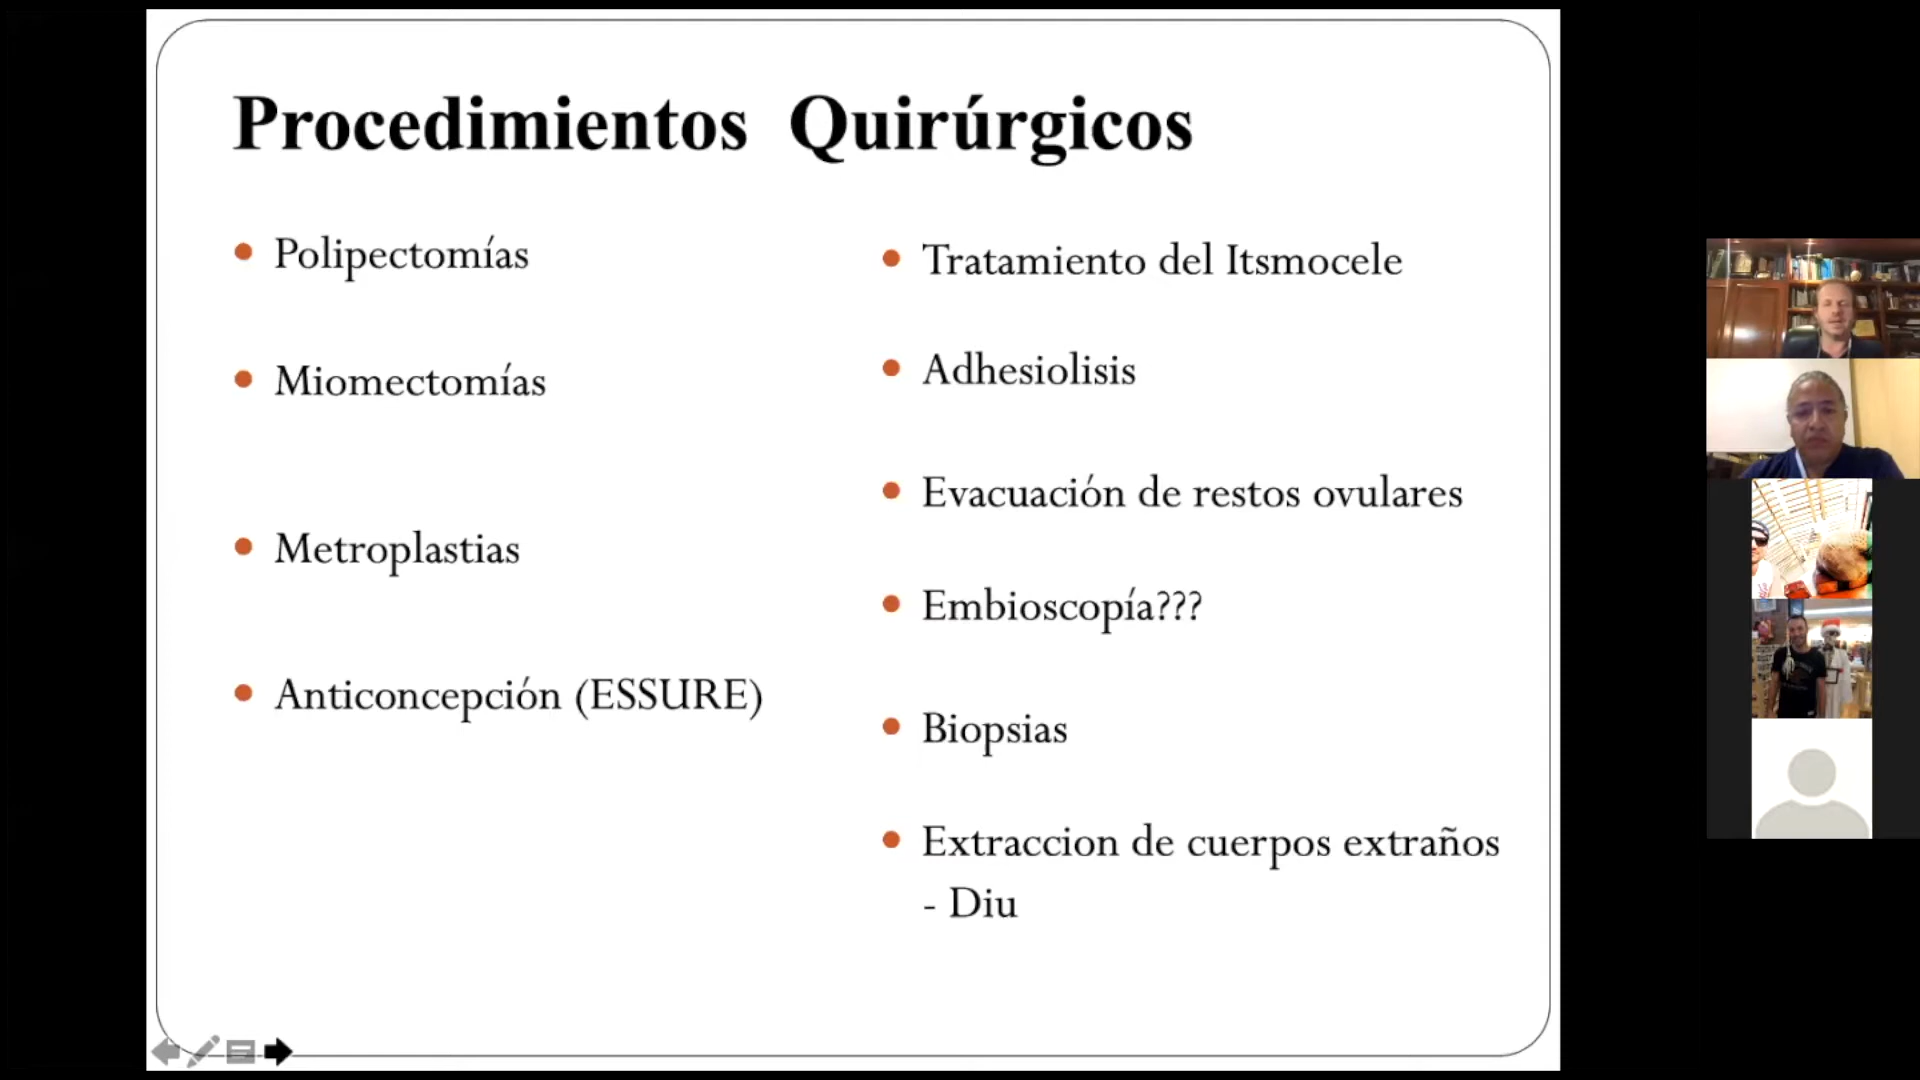 Procedimientos Quirúrgicos
Polipectomías
Miomectomías
Metroplastias
Anticoncepción (ESSURE)
Tratamiento del Itsmocele
Adhesiolisis
Evacuación de restos ovulares
Embioscopía???
Biopsias
Extraccion de cuerpos extraños
- Diu